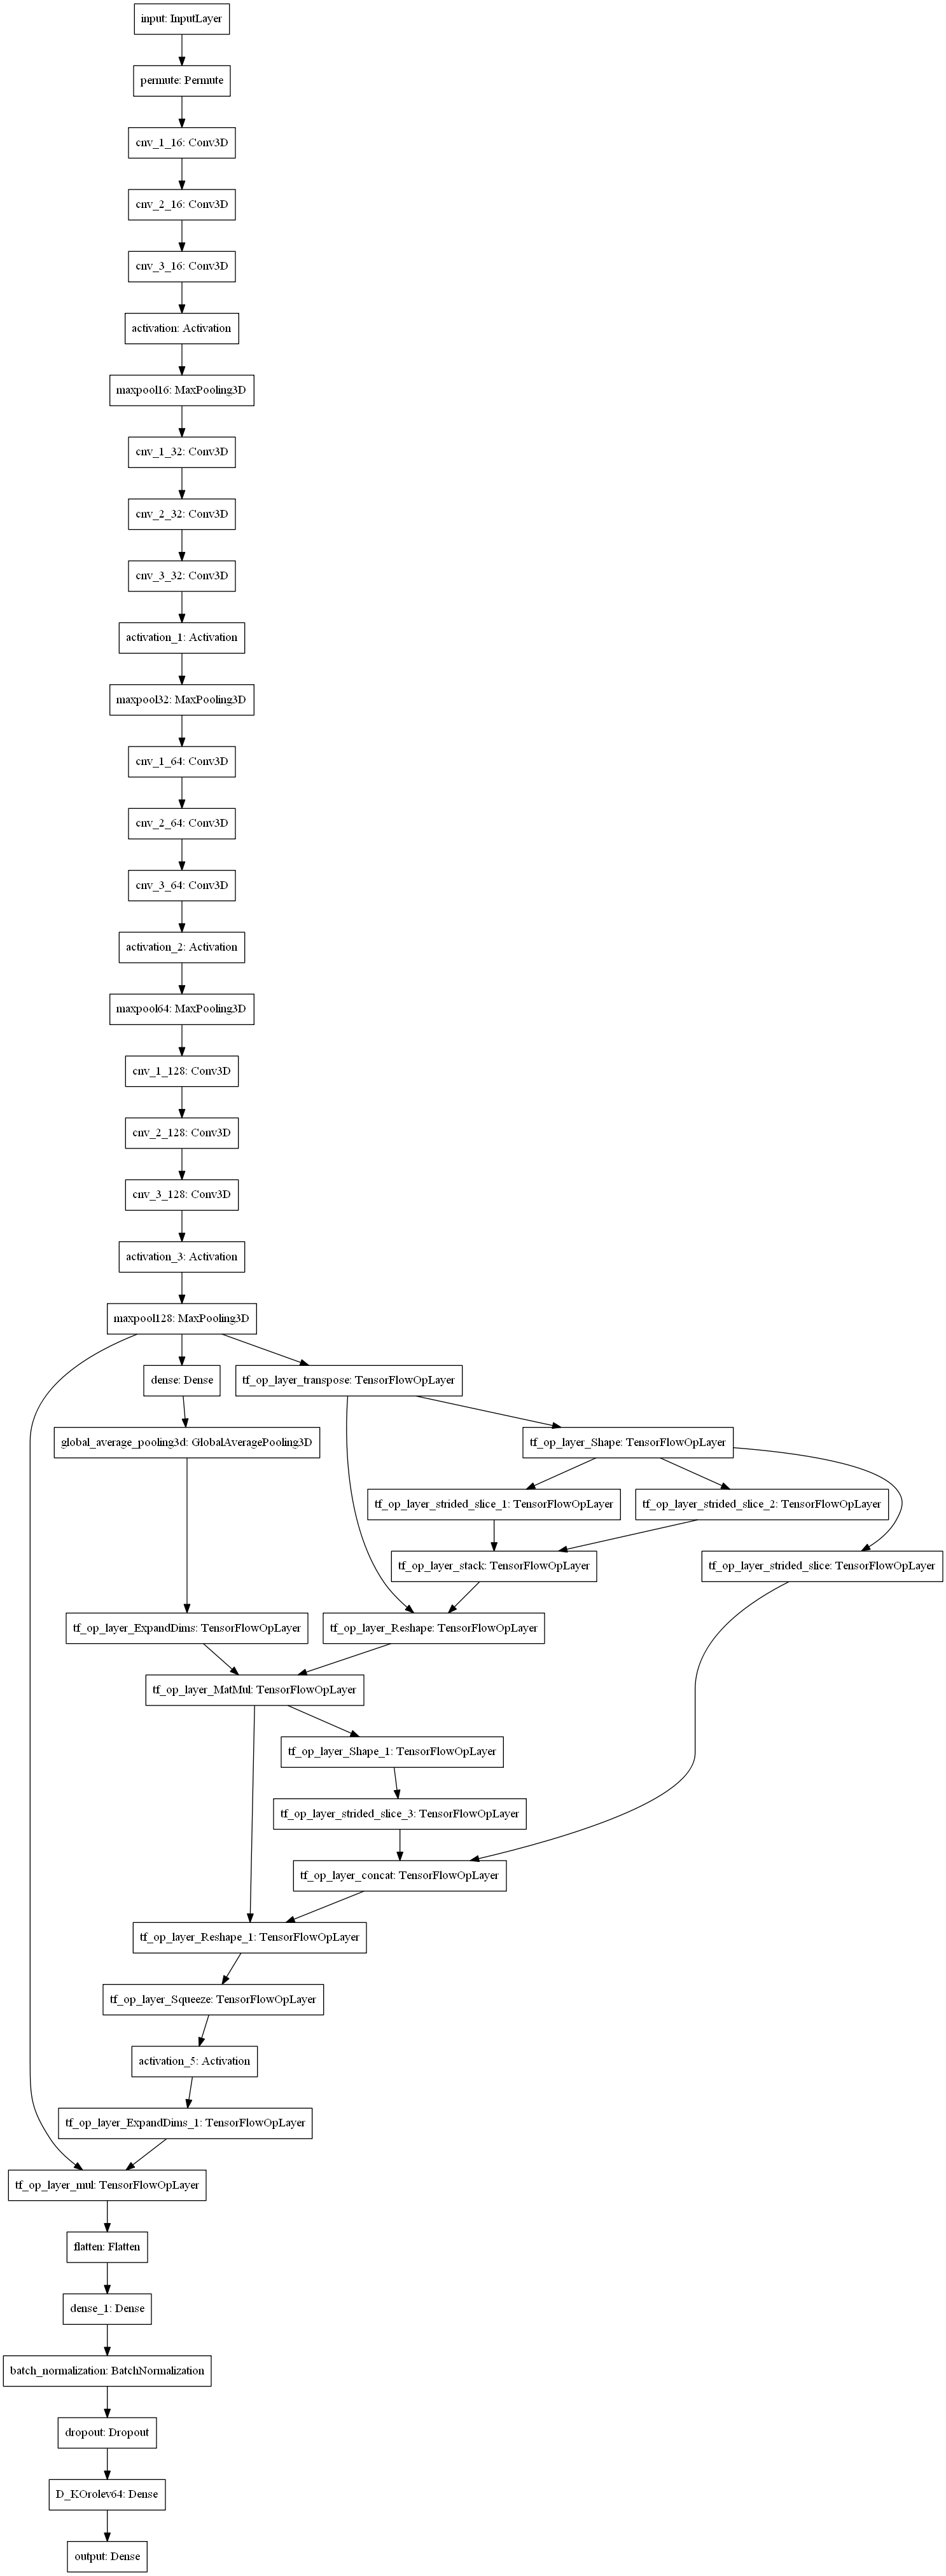 input: InputLayer
permute: Permute
cnv_1_16: Conv3D
cnv_2_16: Conv3D
cnv_3_16: Conv3D
activation: Activation
maxpool16: MaxPooling3D
cnv_1_32: Conv3D
cnv_2_32: Conv3D
cnv_3_32: Conv3D
activation_1: Activation
maxpool32: MaxPooling3D
cnv_1_64: Conv3D
cnv_2_64: Conv3D
cnv_3_64: Conv3D
activation_2: Activation
maxpool64: MaxPooling3D
cnv_1_128: Conv3D
cnv_2_128: Conv3D
cnv_3_128: Conv3D
activation_3: Activation
maxpool128: MaxPooling3D
dense: Dense
tf_op_layer_transpose: TensorFlowOpLayer
global_average_pooling3d: GlobalAveragePooling3D
tf_op_layer_Shape: TensorFlowOpLayer
tf_op_layer_strided_slice_1: TensorFlowOpLayer
tf_op_layer_strided_slice_2: TensorFlowOpLayer
tf_op_layer_stack: TensorFlowOpLayer
tf_op_layer_strided_slice: TensorFlowOpLayer
tf_op_layer_ExpandDims: TensorFlowOpLayer
tf_op_layer_Reshape: TensorFlowOpLayer
tf_op_layer_MatMul: TensorFlowOpLayer
tf_op_layer_Shape_1: TensorFlowOpLayer
tf_op_layer_strided_slice_3: TensorFlowOpLayer
tf_op_layer_concat: TensorFlowOpLayer
tf_op_layer_Reshape_1: TensorFlowOpLayer
tf_op_layer_Squeeze: TensorFlowOpLayer
activation_5: Activation
tf_op_layer_ExpandDims_1: TensorFlowOpLayer
tf_op_layer_mul: TensorFlowOpLayer
flatten: Flatten
dense_1: Dense
batch_normalization: BatchNormalization
dropout: Dropout
D_KOrolev64: Dense
output: Dense